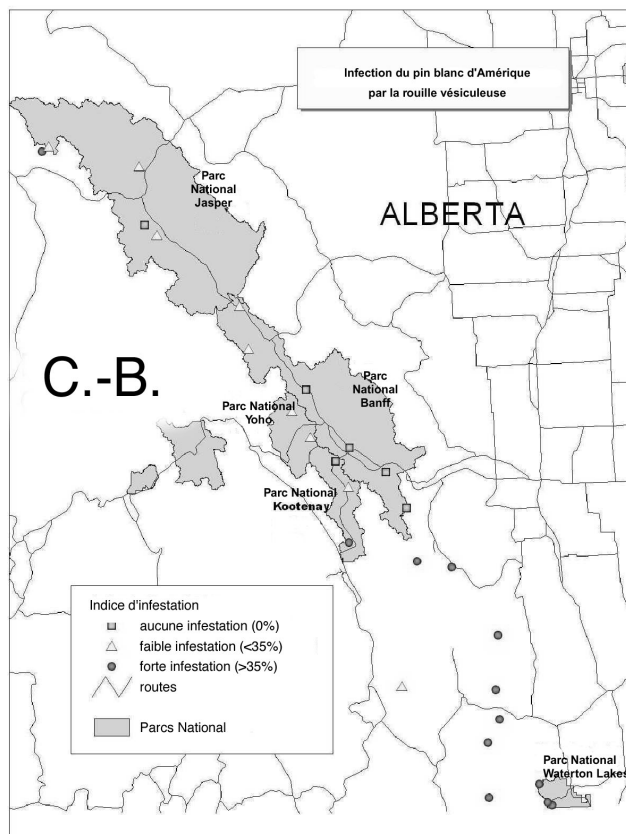 Infection du pin blanc d'Amérique
par la rouille vésiculeuse
Parc
National
Jasper
ALBERTA
C.-B.
Parc
National
Banff
Parc National
Yoho
Parc National
Kootenay
Indice d'infestation
aucune infestation (0%)
faible infestation (<35%)
forte infestation (>35%)
routes
Parcs National
Parc National
Waterton Lakes